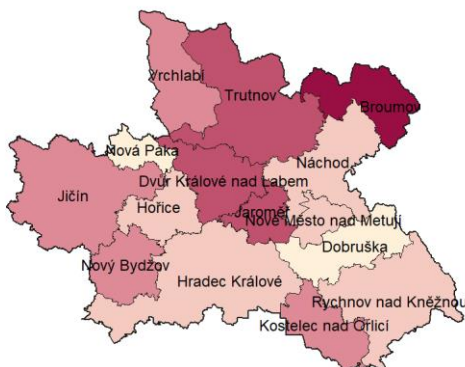 Vrchlabí
Trutnov
Broumov
Nová Paka
Náchod
Dvůr Králové nad Labem
Jičín
Hořice
Jaroměř
Nové Město nad Metují
Dobruška
Nový Bydžov
Hradec Králové
Rychnov nad Kněžnou
Kostelec nad Orlicí